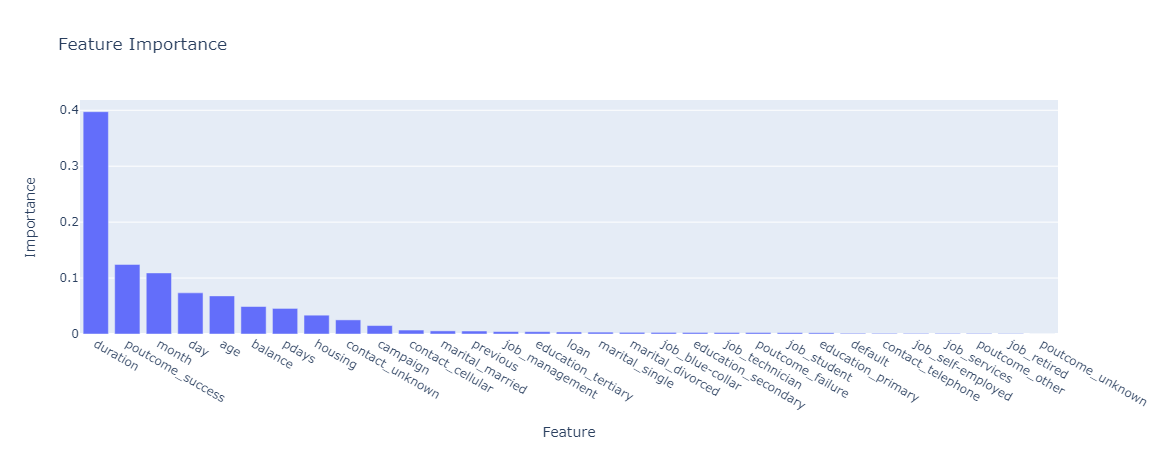 Feature Importance
0.4
0.3
0.2
0.1
0
Importance
duration
poutcome_success
month
day
age
balance
pdays
housing
contact_unknown
campaign
contact_cellular
marital_married
previous
job_management
education_tertiary
loan
marital_single
marital_divorced
job_blue-collar
education_secondary
job_technician
poutcome_failure
job_student
education_primary
default
contact_telephone
job_self-employed
job_services
poutcome_other
job_retired
poutcome_unknown
Feature